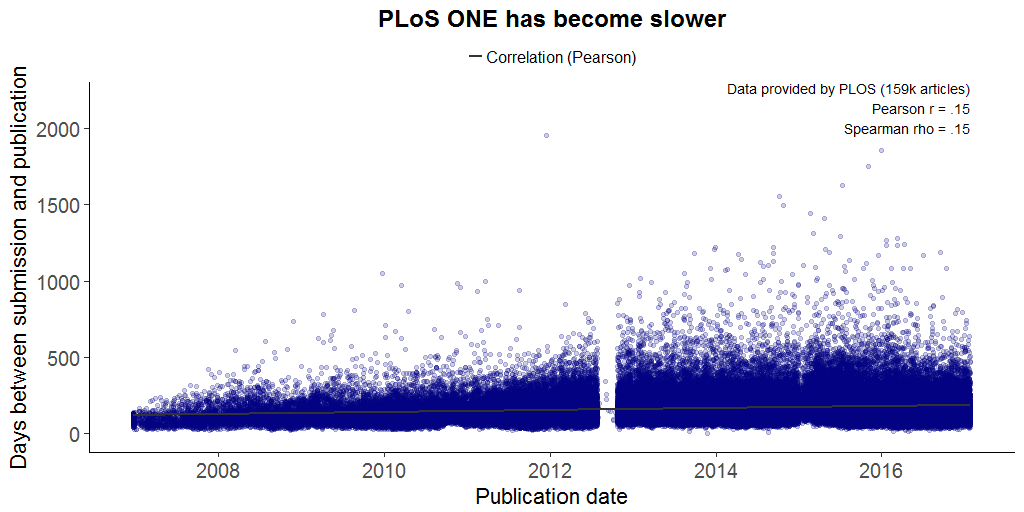 PLoS ONE has become slower
Correlation (Pearson)
Data provided by PLOS (159k articles)
Pearson r = .15
Spearman rho = .15
Days between submission and publication
2000
1500
1000
500
0
2008 2010 2012 2014 2016
Publication date